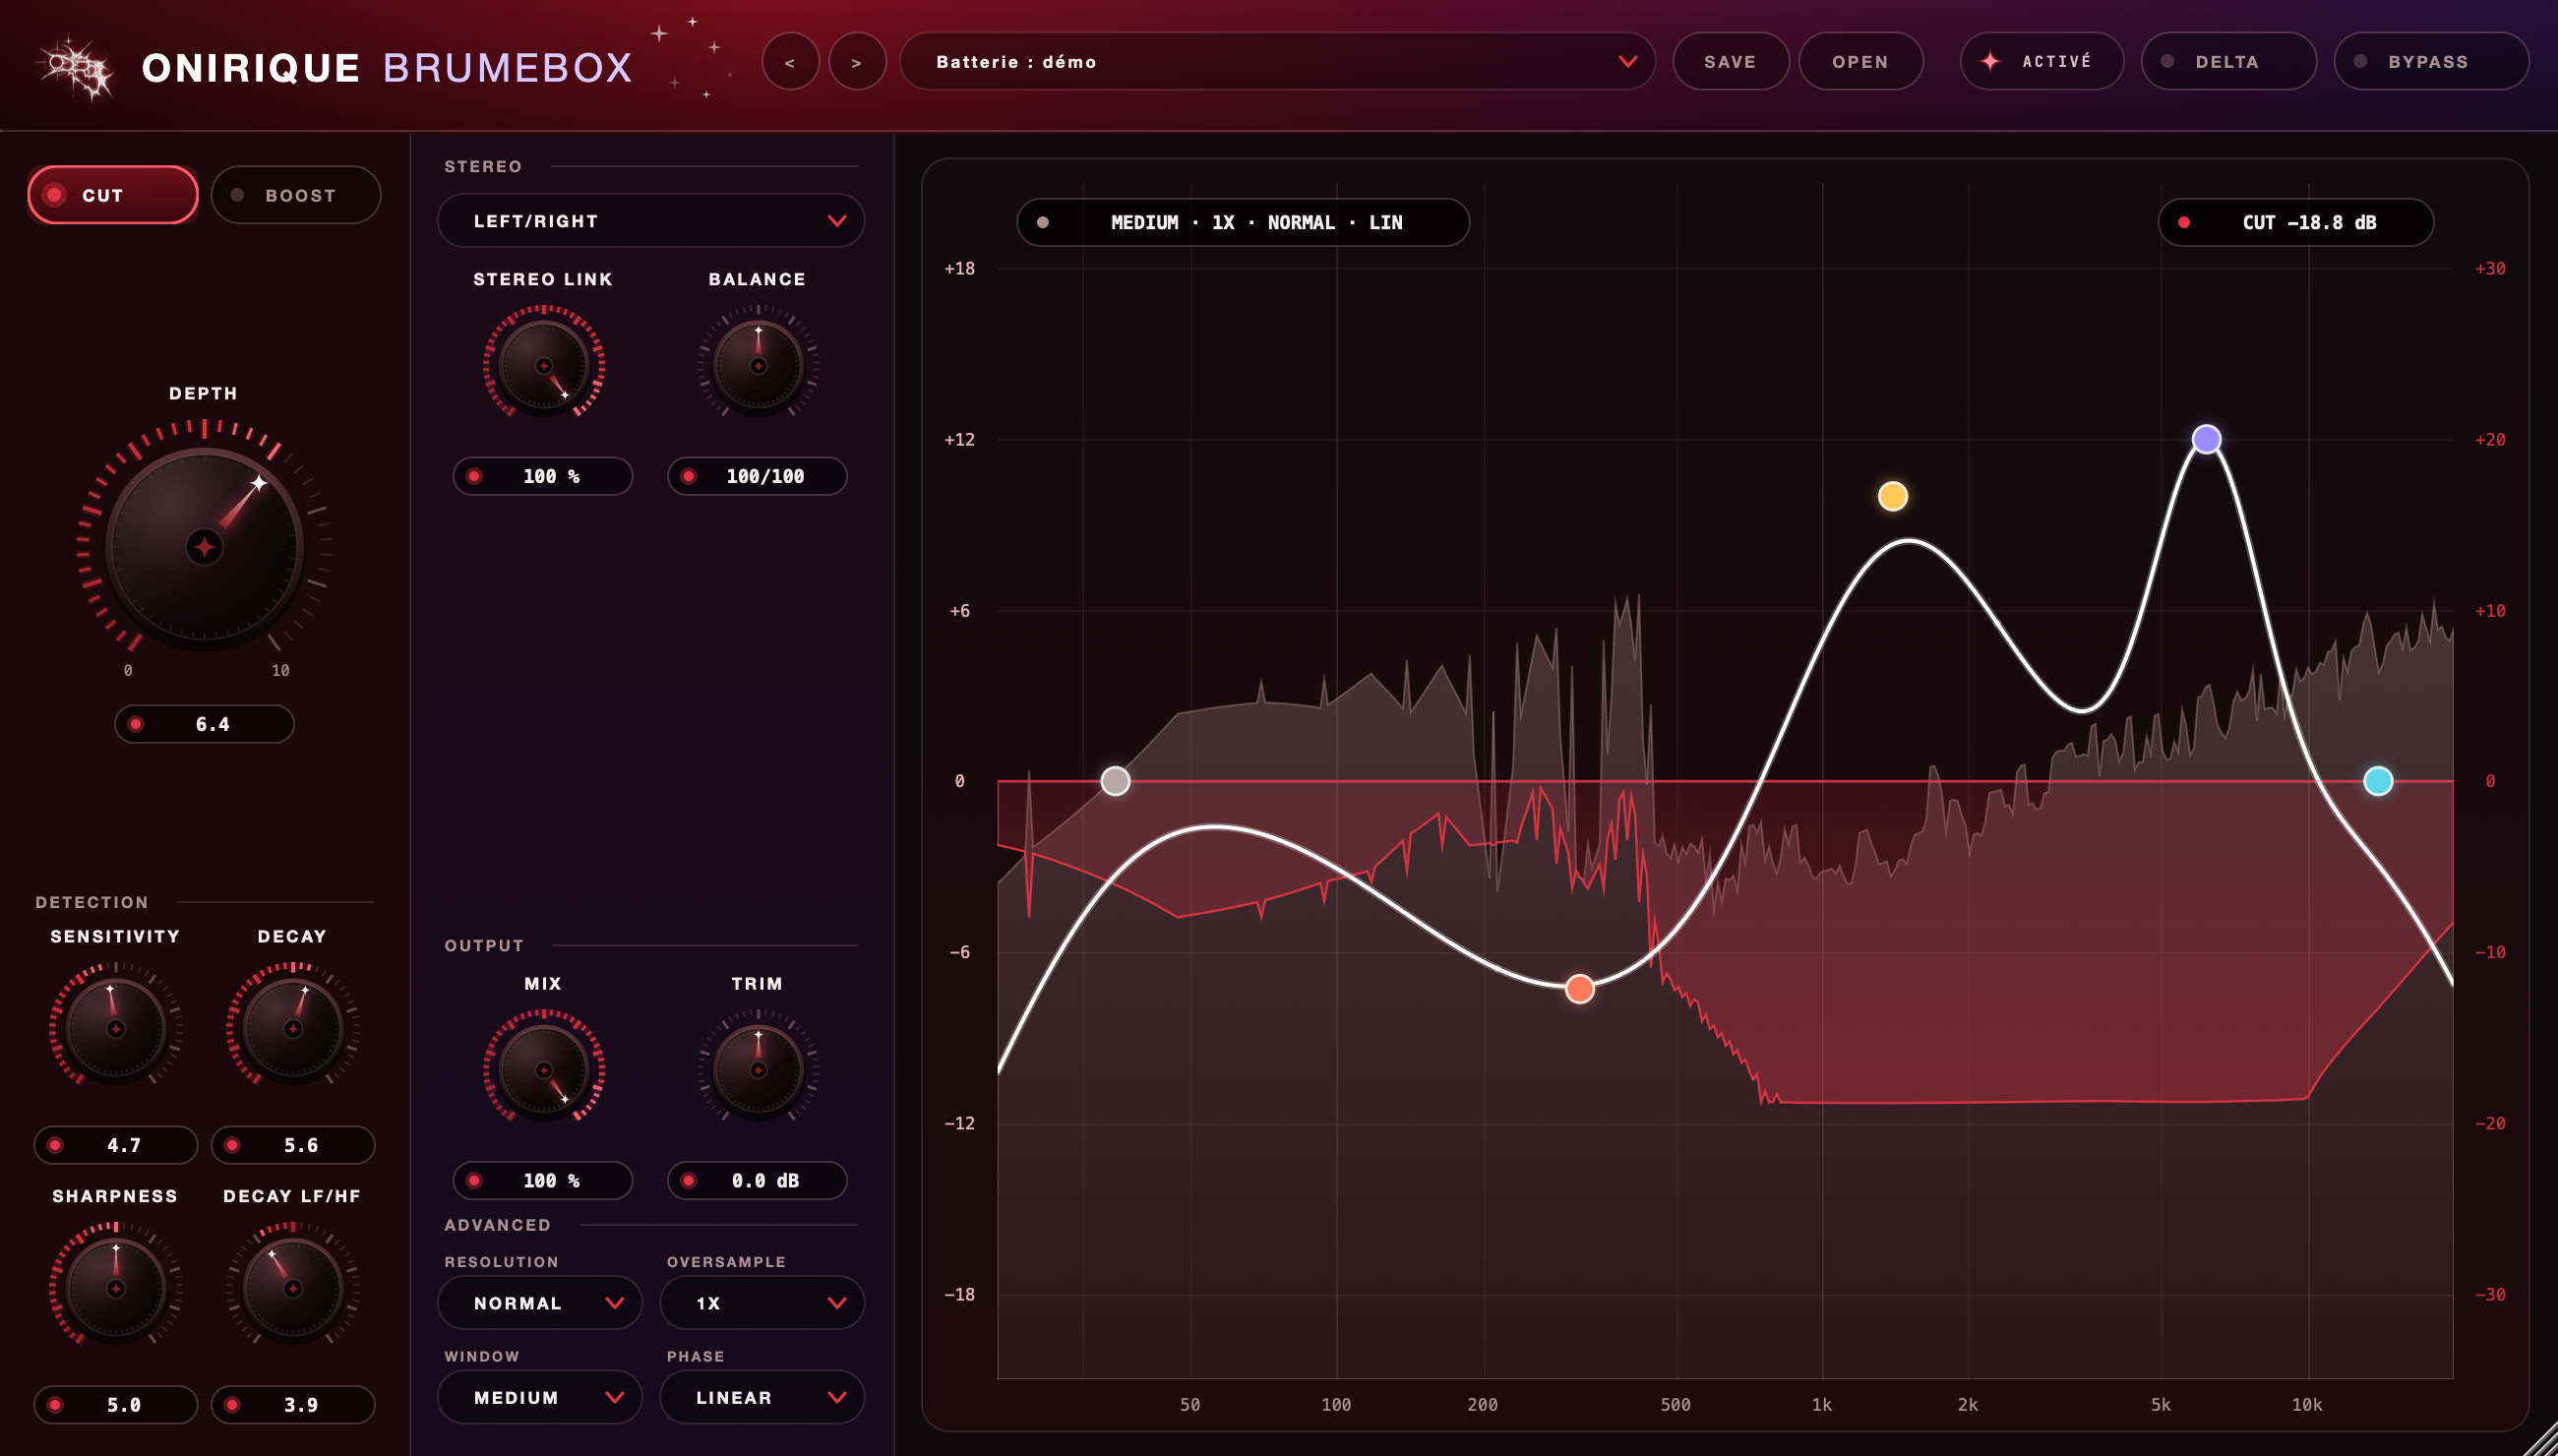 ONIRIQUE BRUMEBOX
<
>
Batterie : démo
SAVE
OPEN
ACTIVÉ
DELTA
BYPASS
CUT
BOOST
DEPTH
0
10
6.4
DETECTION
SENSITIVITY
DECAY
4.7
5.6
SHARPNESS
DECAY LF/HF
5.0
3.9
STEREO
LEFT/RIGHT
STEREO LINK
BALANCE
100 %
100/100
OUTPUT
MIX
TRIM
100 %
0.0 dB
ADVANCED
RESOLUTION
OVERSAMPLE
NORMAL
1X
WINDOW
PHASE
MEDIUM
LINEAR
MEDIUM · 1X · NORMAL · LIN
CUT −18.8 dB
+18
+30
+12
+20
+6
+10
0
0
−6
−10
−12
−20
−18
−30
50
100
200
500
1k
2k
5k
10k